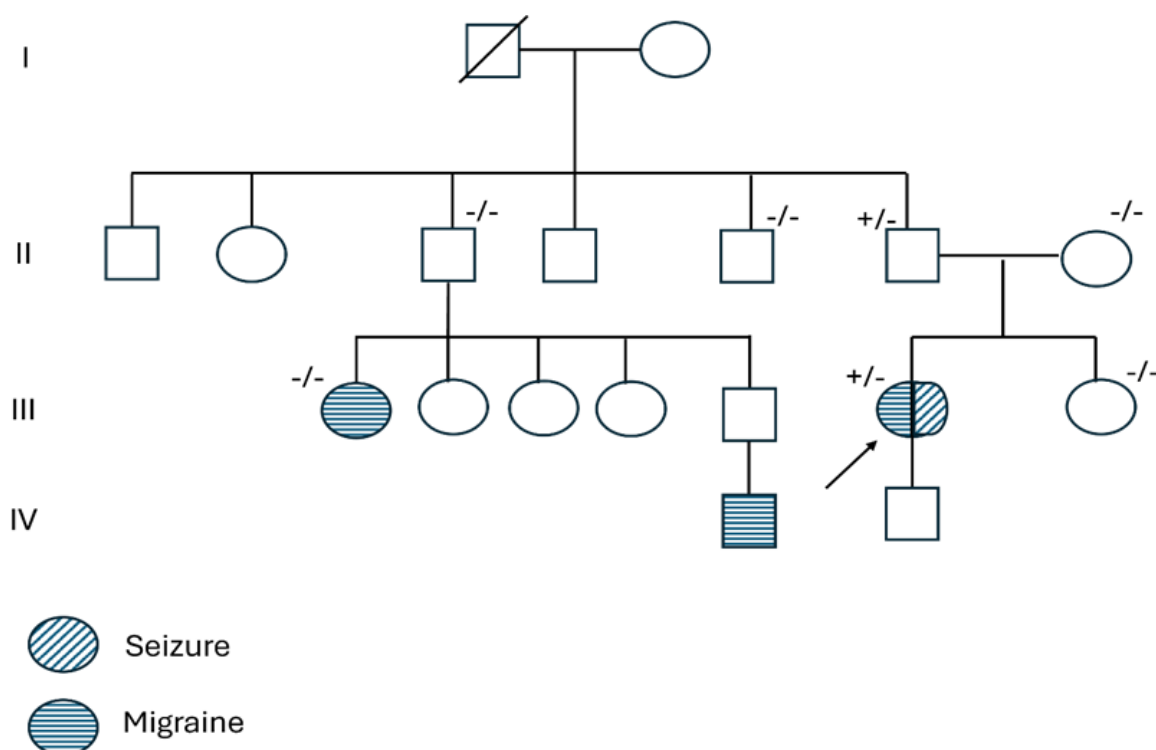 I
-/- -/- +/- -/-
II
-/- +/- -/-
III
IV
Seizure
Migraine